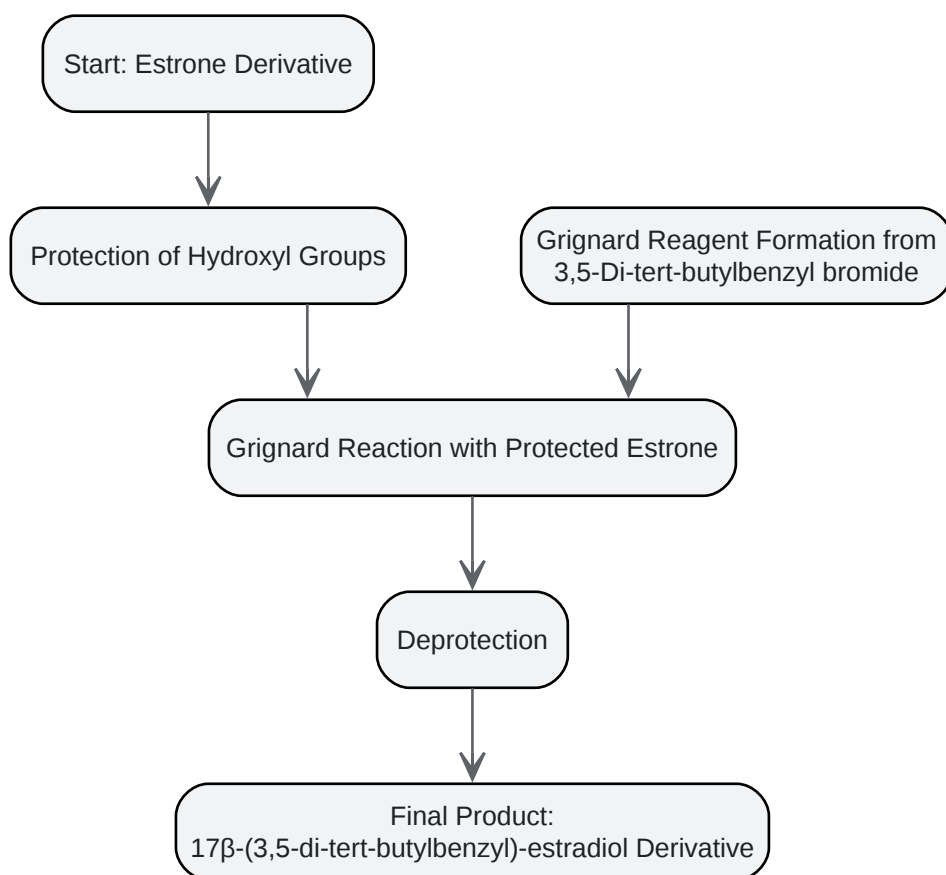 Start: Estrone Derivative
Protection of Hydroxyl Groups
Grignard Reagent Formation from
3,5-Di-tert-butylbenzyl bromide
Grignard Reaction with Protected Estrone
Deprotection
Final Product:
17β-(3,5-di-tert-butylbenzyl)-estradiol Derivative